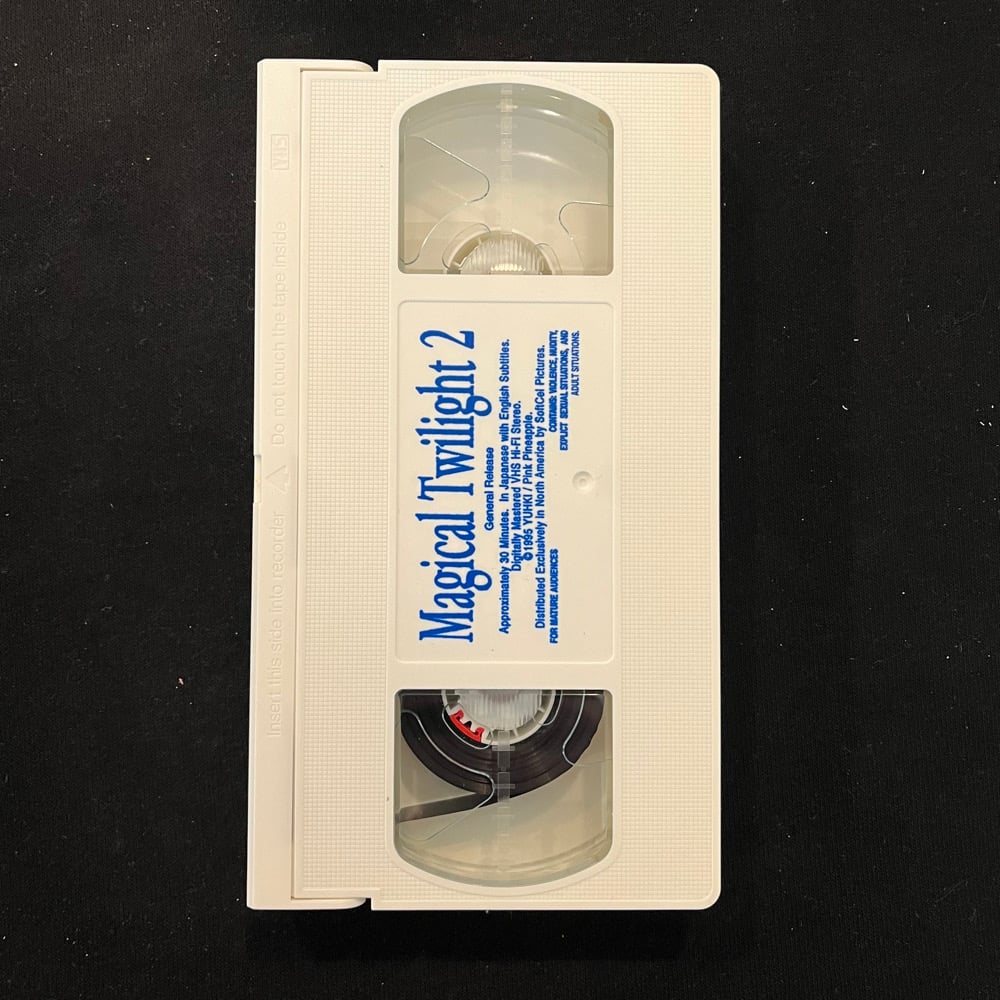 Magical Twilight 2
General Release
Approximately 30 Minutes. In Japanese with English Subtitles.
Digitally Mastered VHS Hi-Fi Stereo.
©1995 YUHKI / Pink Pineapple.
Distributed Exclusively in North America by SoftCel Pictures.
FOR MATURE AUDIENCES
CONTAINS: VIOLENCE, NUDITY,
EXPLICT SEXUAL SITUATIONS, AND
ADULT SITUATIONS.
Insert this side into recorder △ Do not touch the tape inside
VHS